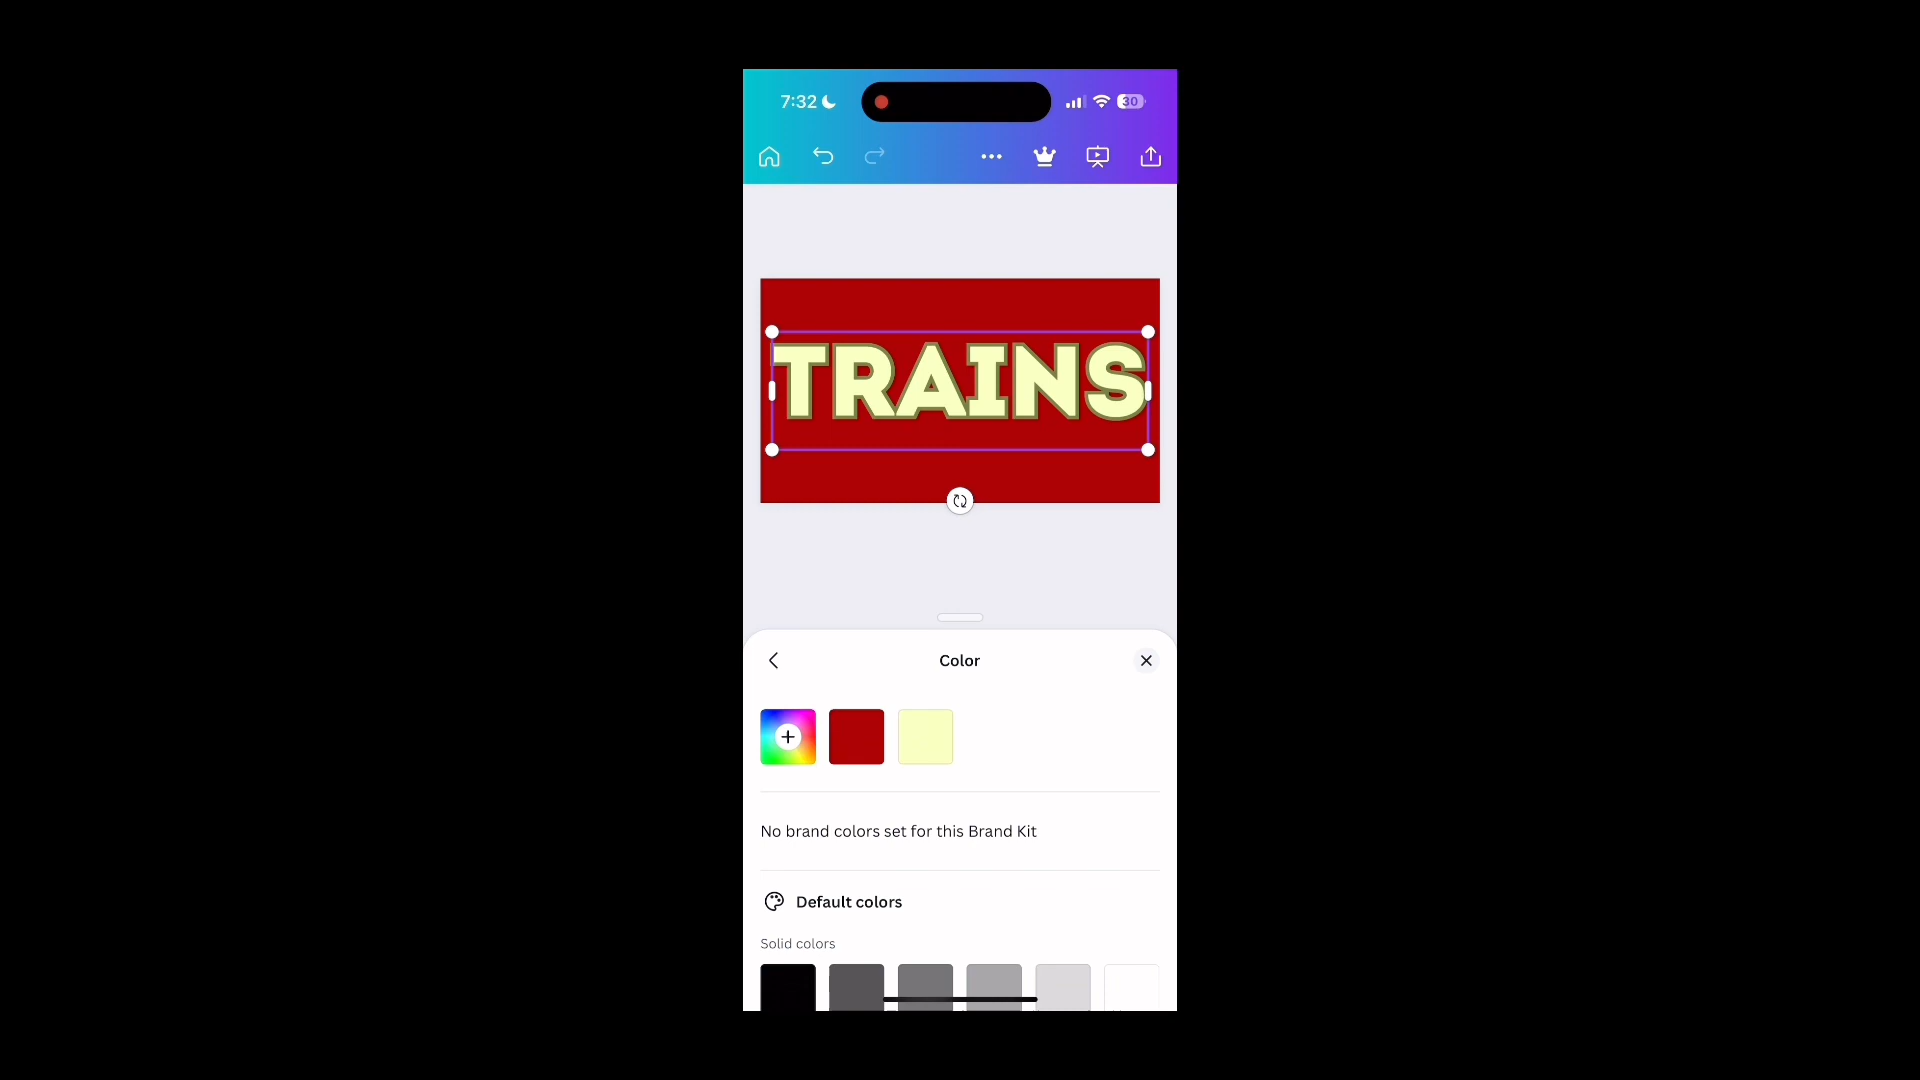 7:32
30
TRAINS
Color
No brand colors set for this Brand Kit
Default colors
Solid colors